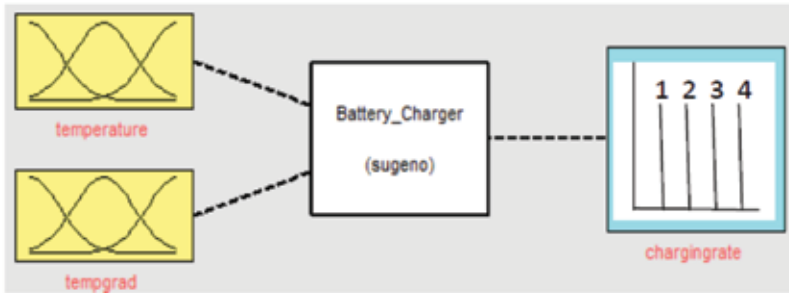 temperature
tempgrad
Battery_Charger
(sugeno)
1 2 3 4
chargingrate